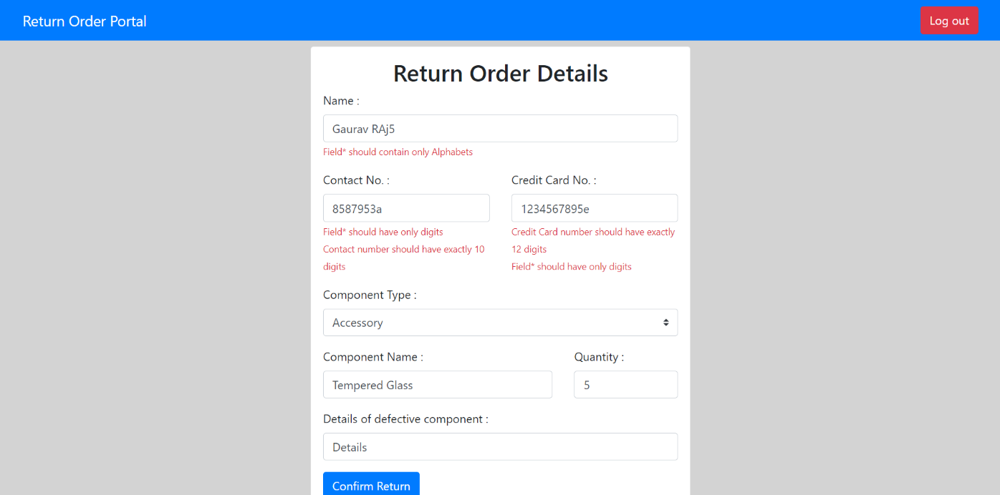 Return Order Portal
Log out
Return Order Details
Name :
Gaurav RAj5
Field* should contain only Alphabets
Contact No. :
8587953a
Field* should have only digits
Contact number should have exactly 10
digits
Credit Card No. :
1234567895e
Credit Card number should have exactly
12 digits
Field* should have only digits
Component Type :
Accessory
Component Name :
Tempered Glass
Quantity :
5
Details of defective component :
Details
Confirm Return